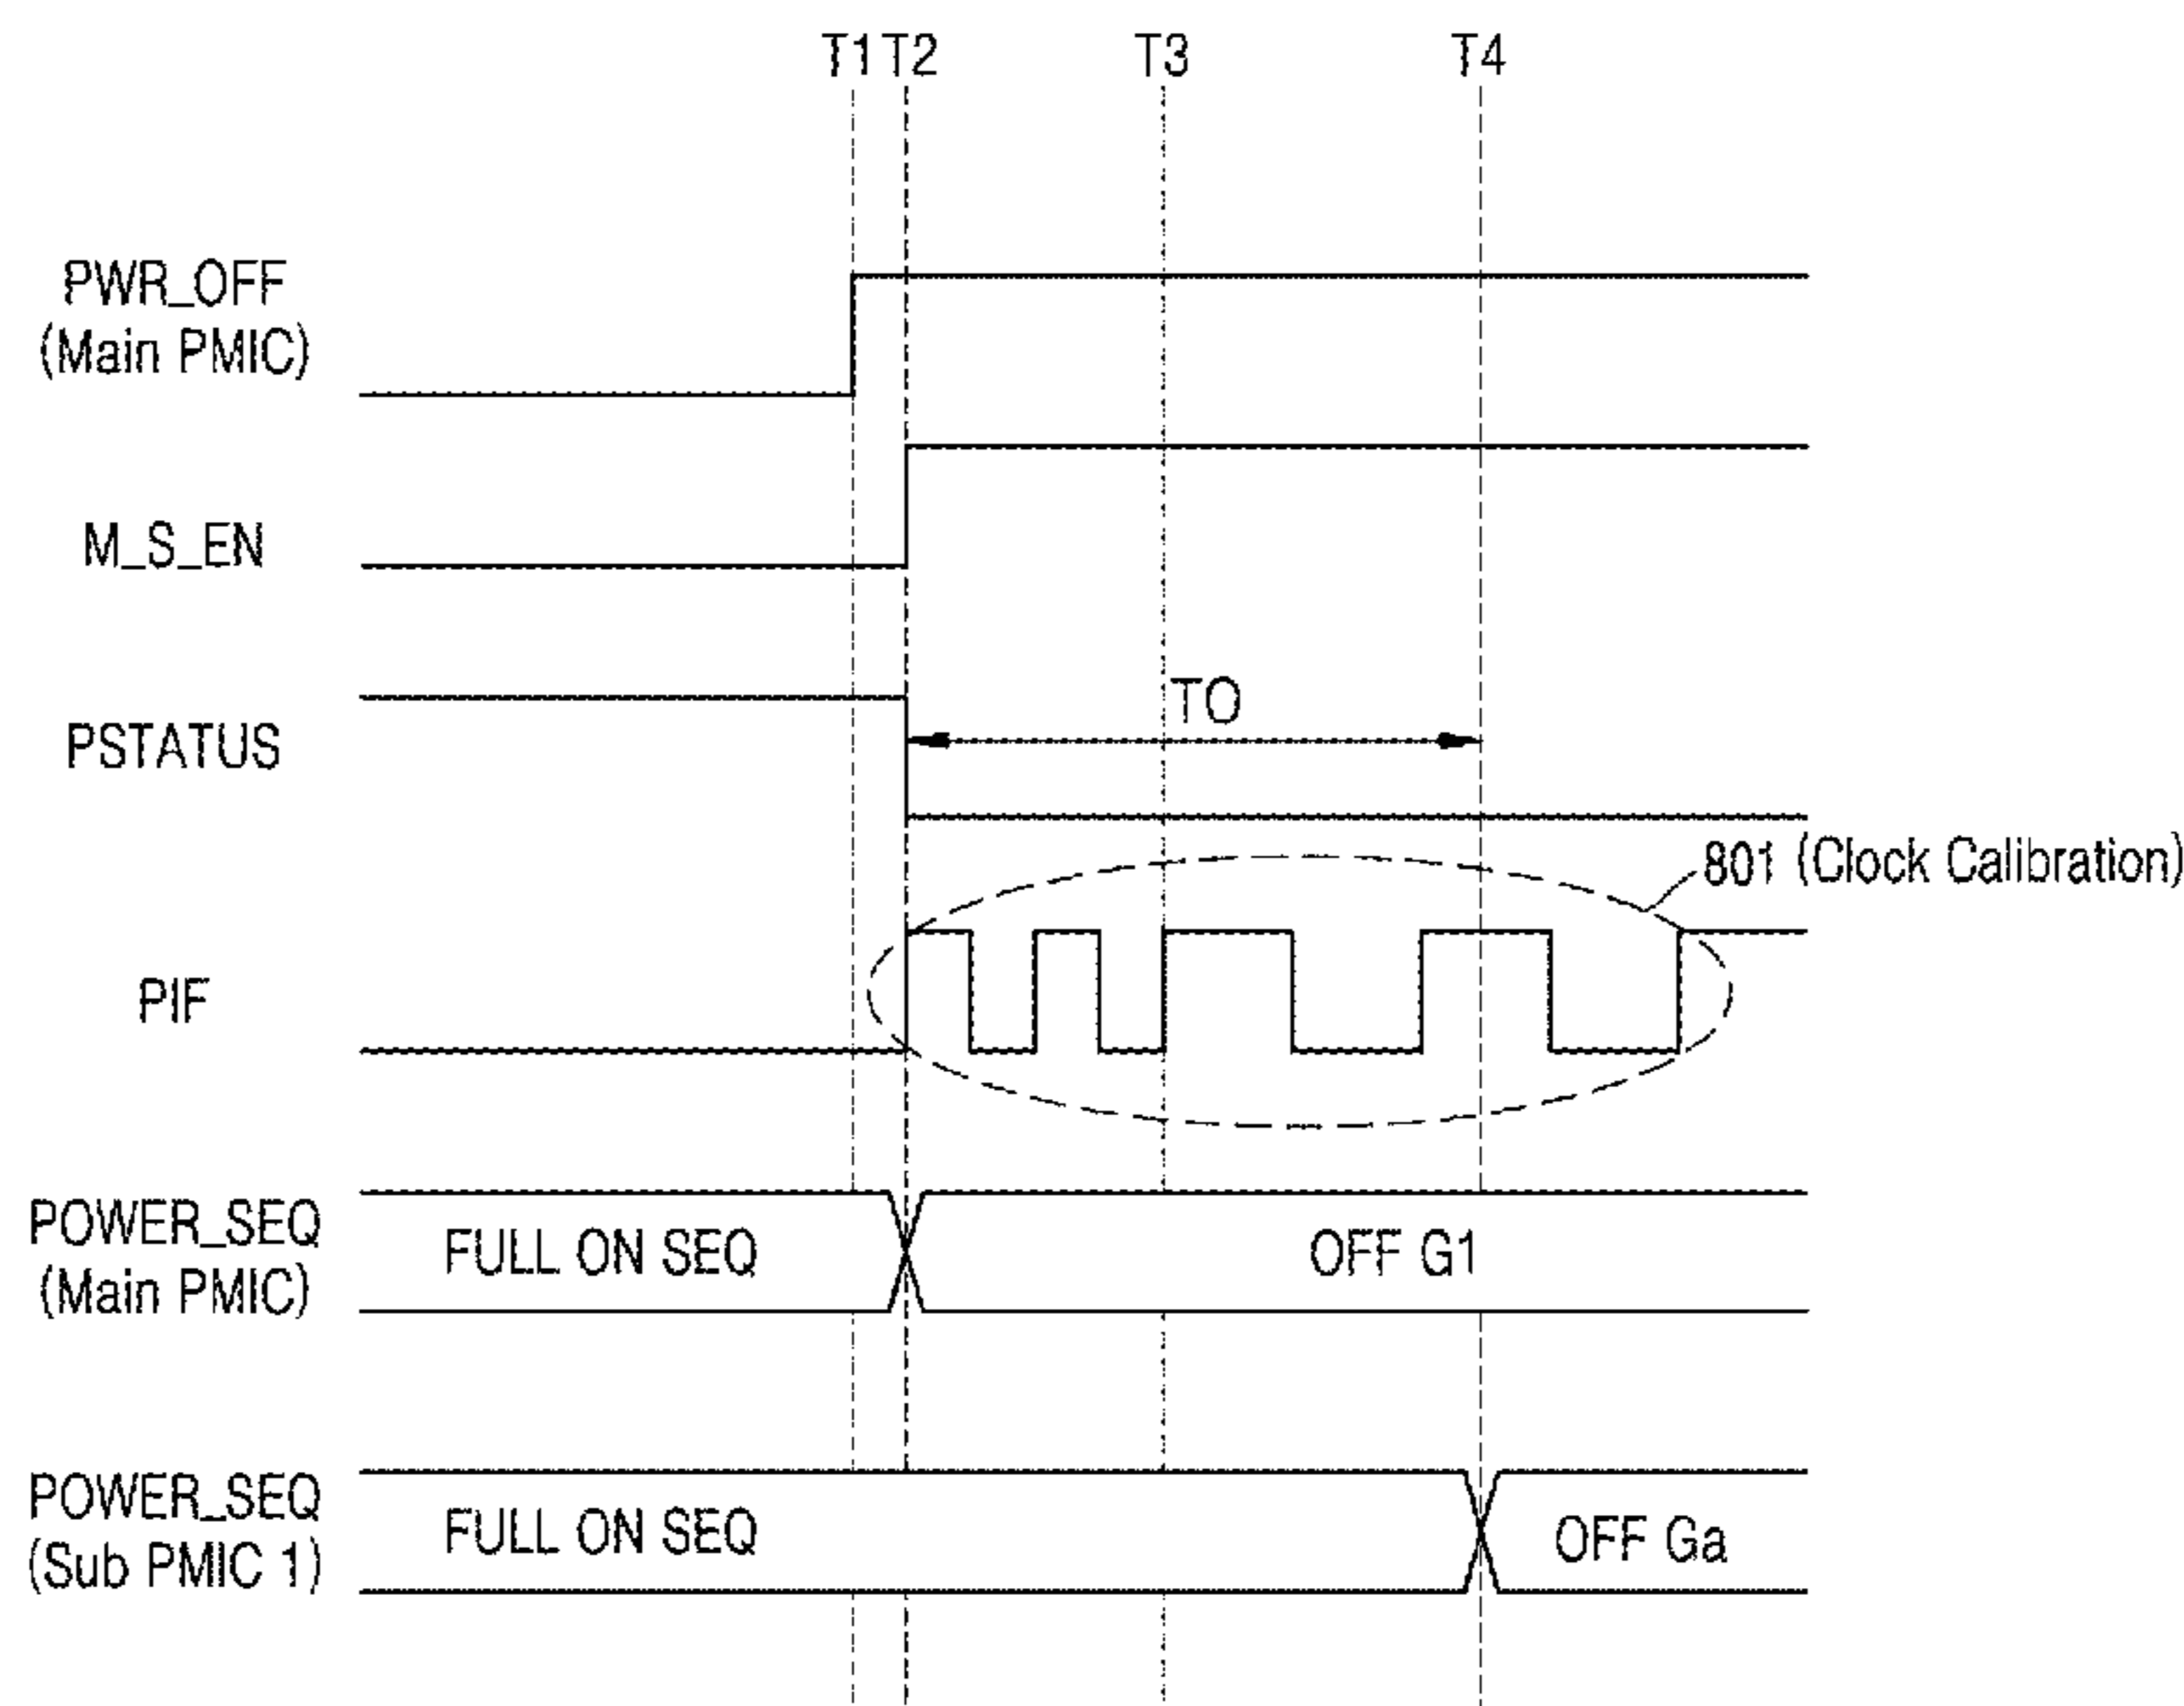 T1 T2 T3 T4
PWR_OFF
(Main PMIC)
M_S_EN
TO
PSTATUS
801 (Clock Calibration)
PIF
POWER_SEQ
(Main PMIC)
FULL ON SEQ
OFF G1
POWER_SEQ
(Sub PMIC 1)
FULL ON SEQ
OFF Ga